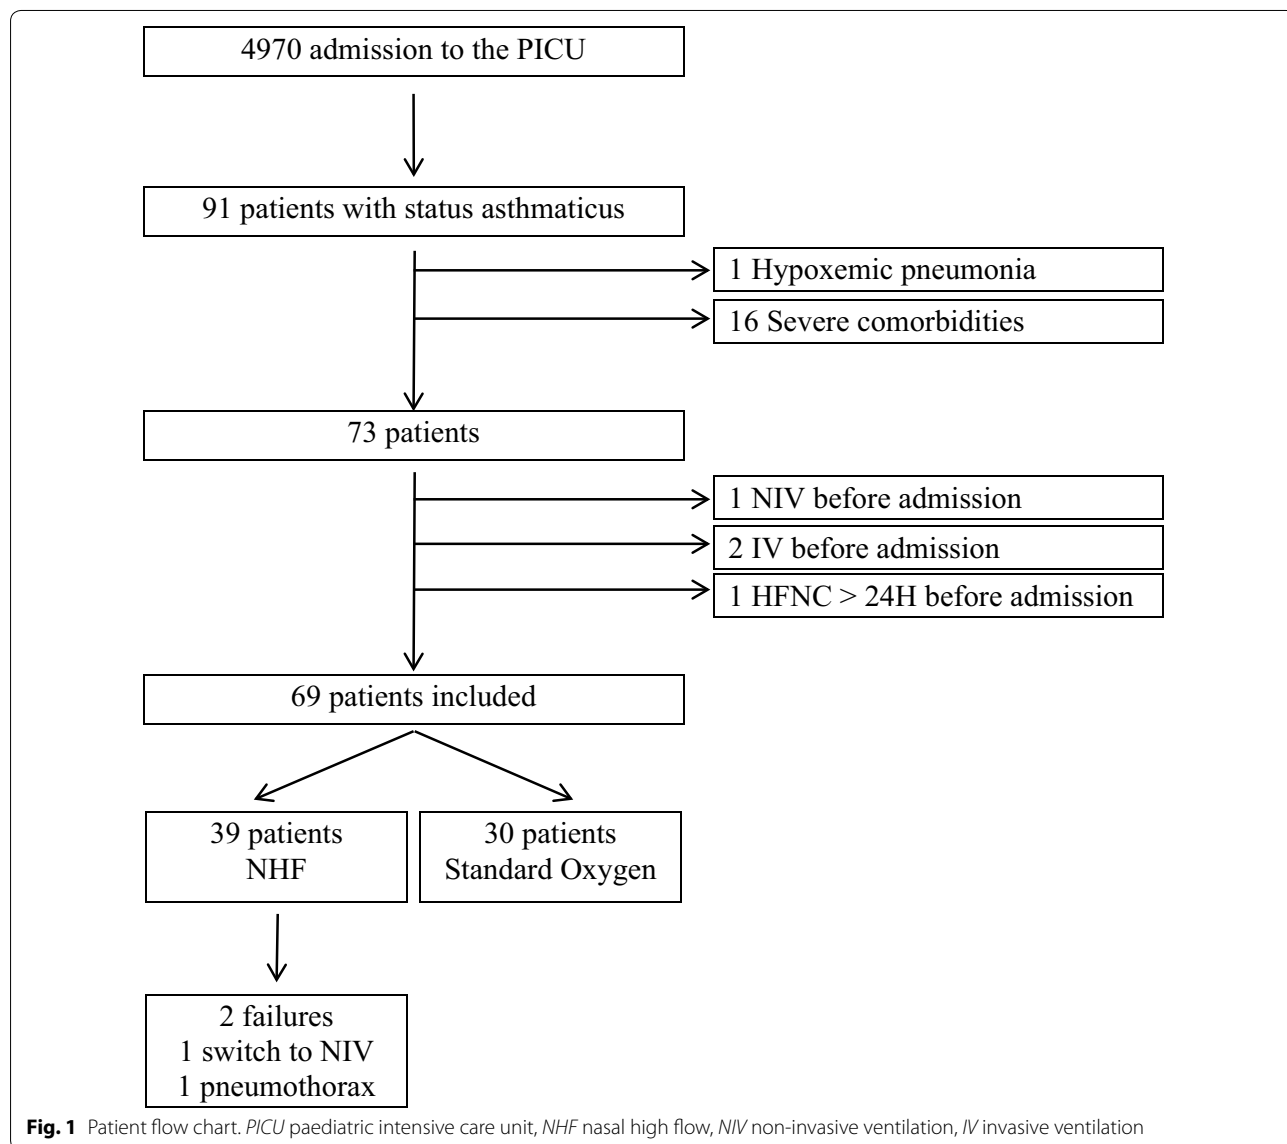 4970 admission to the PICU
91 patients with status asthmaticus
1 Hypoxemic pneumonia
16 Severe comorbidities
73 patients
1 NIV before admission
2 IV before admission
1 HFNC > 24H before admission
69 patients included
39 patients
NHF
30 patients
Standard Oxygen
2 failures
1 switch to NIV
1 pneumothorax
Fig. 1 Patient flow chart. PICU paediatric intensive care unit, NHF nasal high flow, NIV non-invasive ventilation, IV invasive ventilation